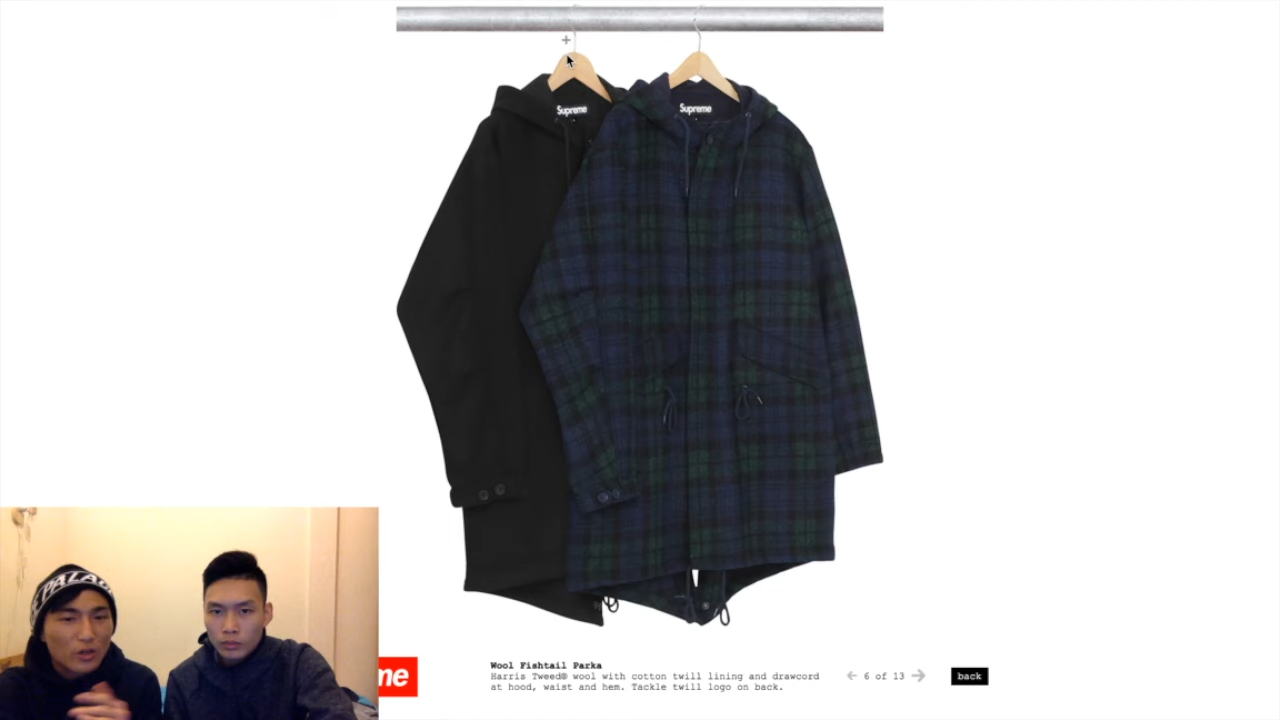 Supreme
Supreme
PALA
me
Wool Fishtail Parka
Harris Tweed® wool with cotton twill lining and drawcord
at hood, waist and hem. Tackle twill logo on back.
6 of 13
back